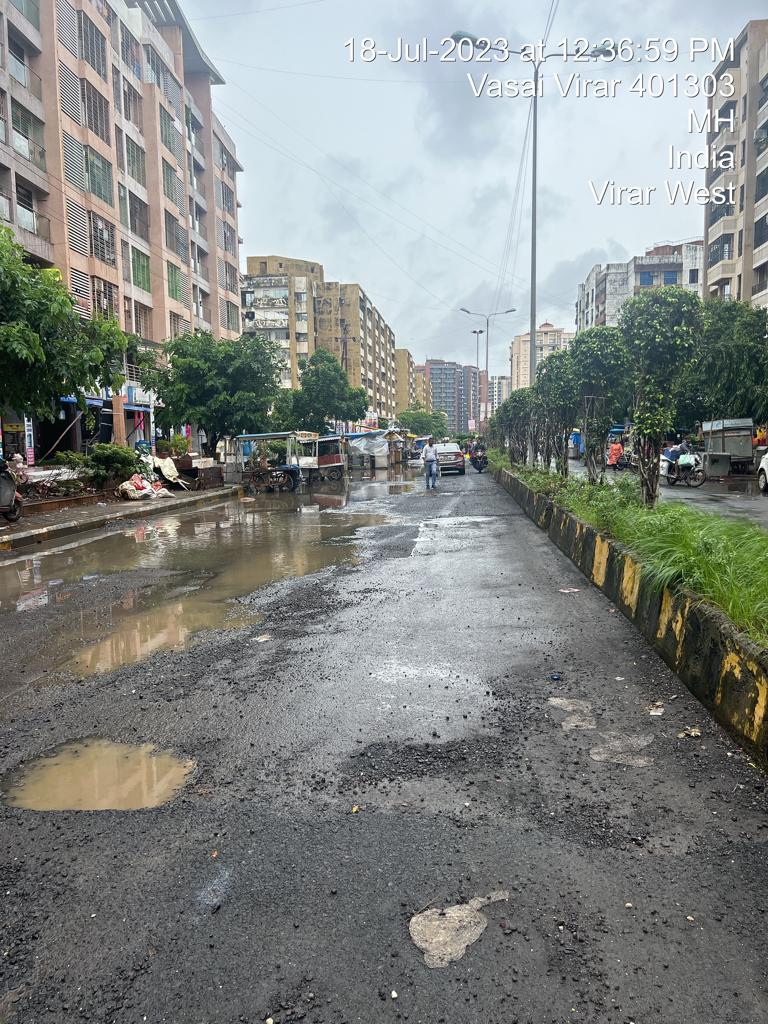 18-Jul-2023 at 12:36:59 PM
Vasai Virar 401303
MH
India
Virar West